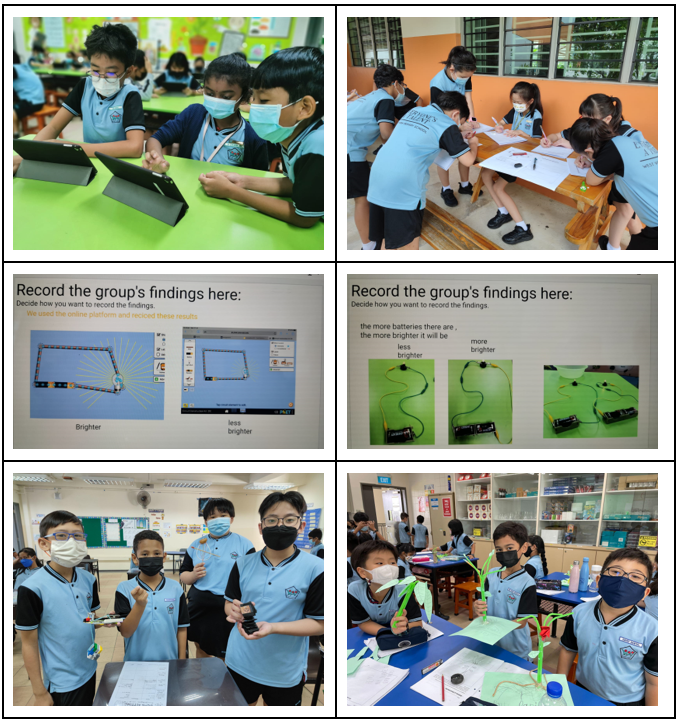 Record the group's findings here:
Decide how you want to record the findings.
We used the online platform and
these results
Brighter
less
brighter
Record the group's findings here:
Decide how you want to record the findings.
the more batteries there are ,
the more brighter it will be
less
brighter
more
brighter
EXIT